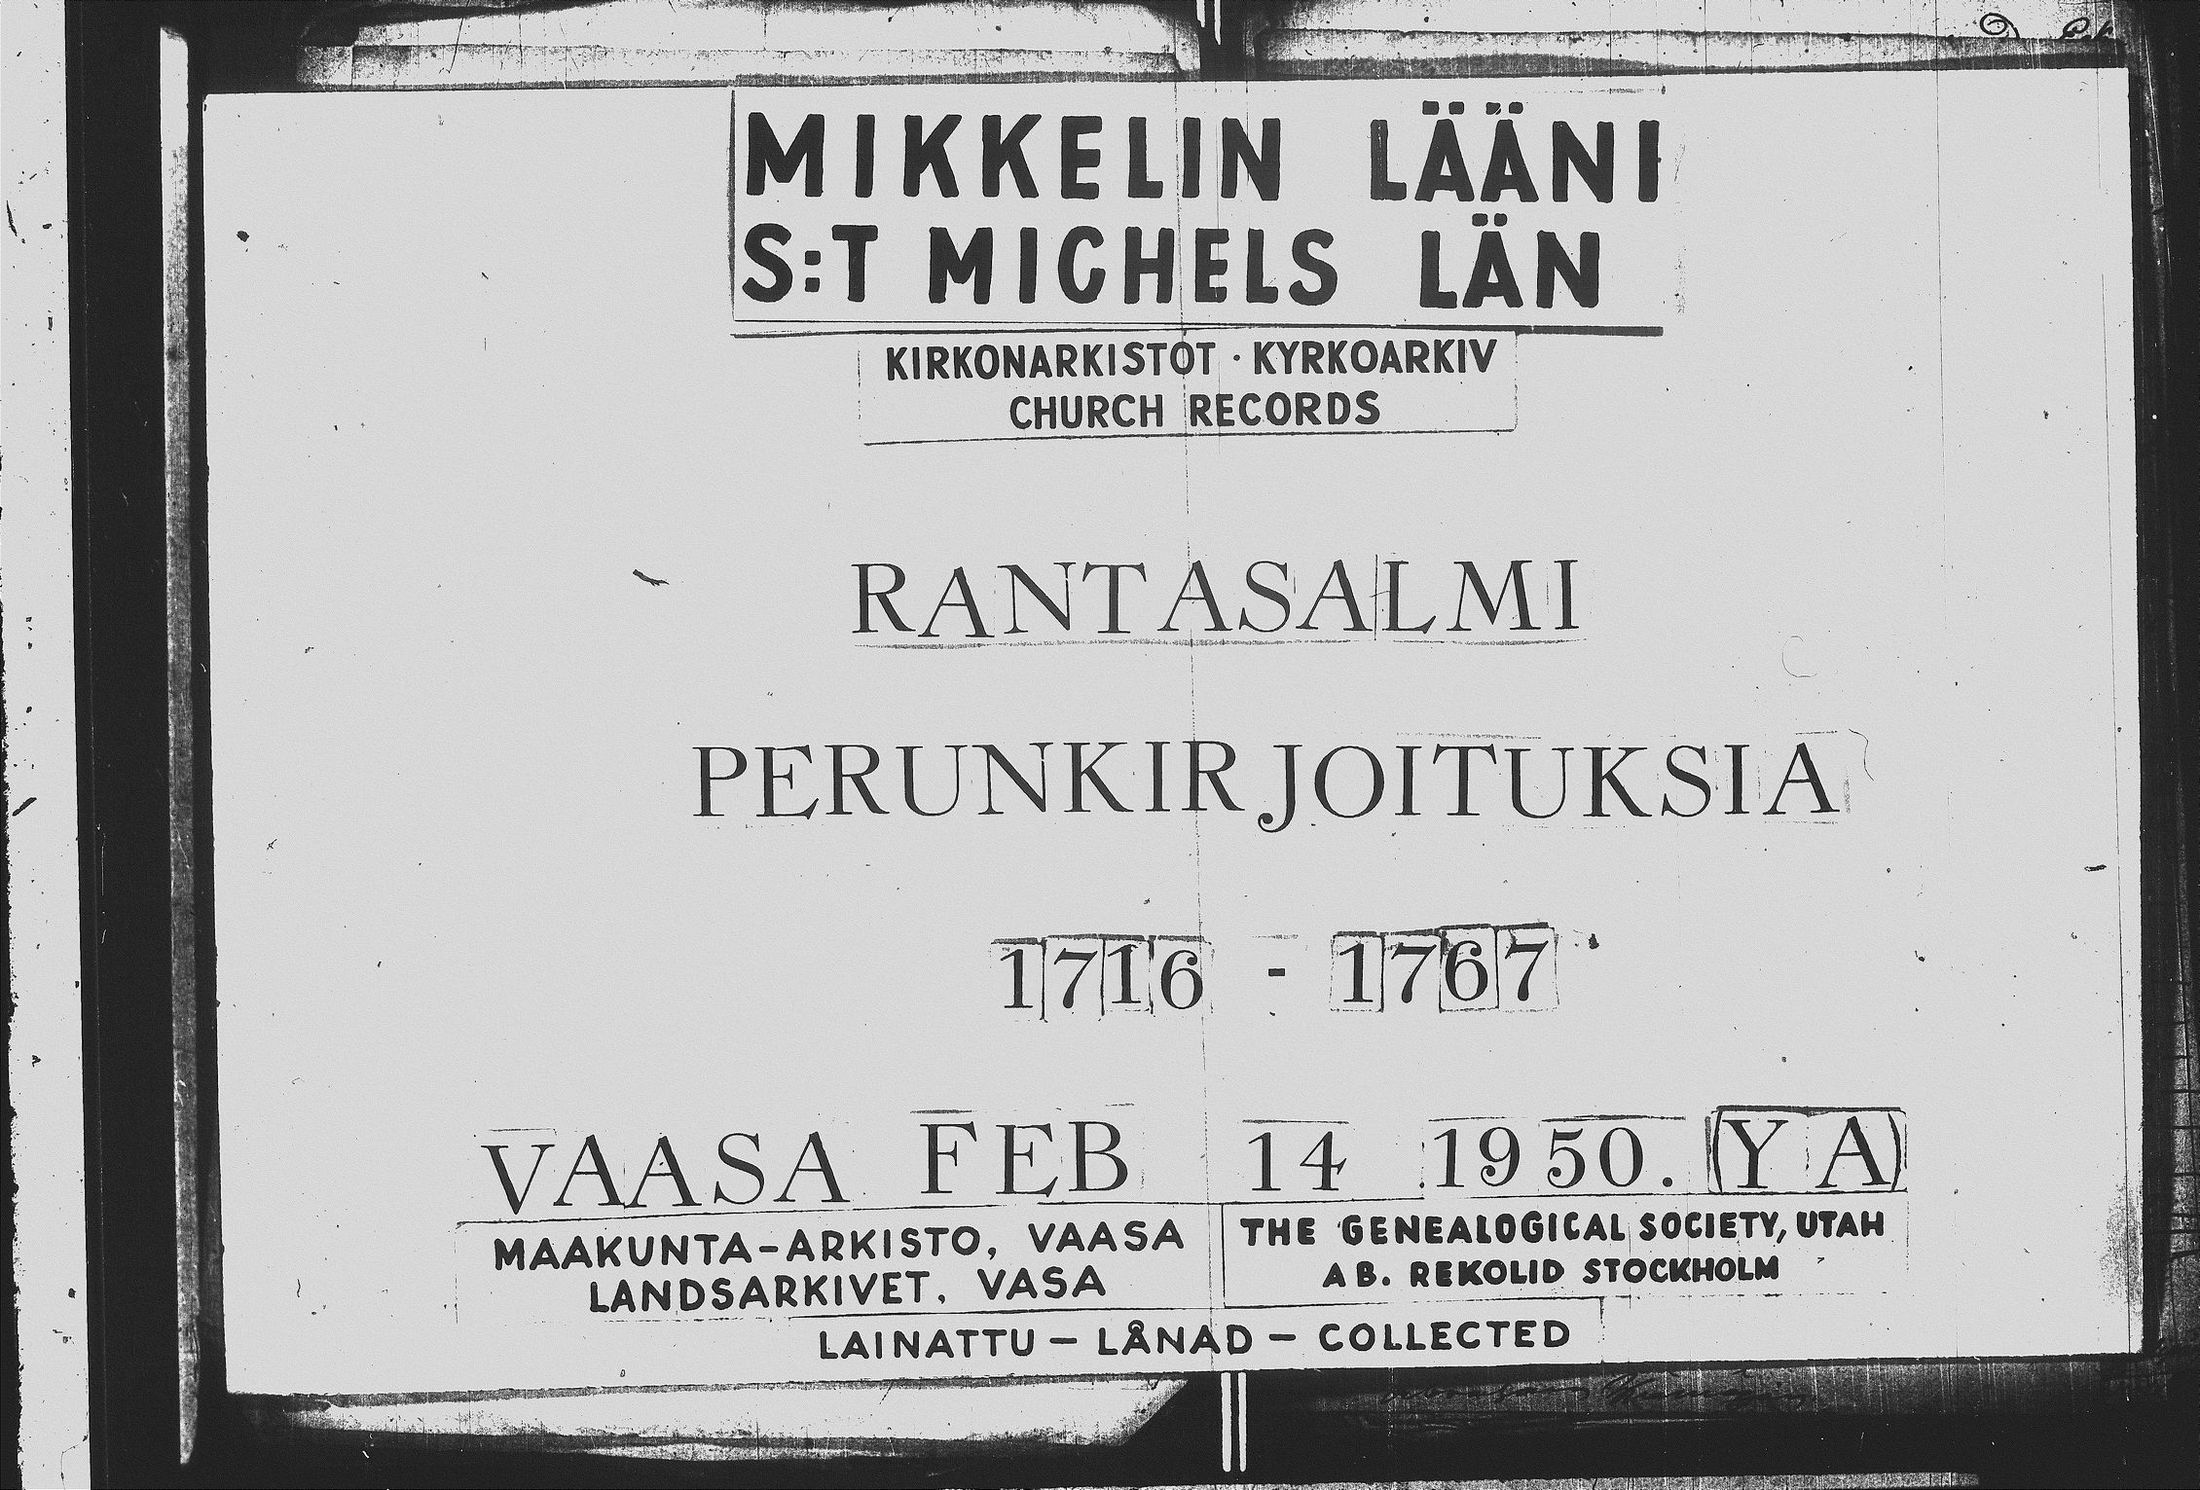 MIKKELIN LÄÄNI
S:T MICHELS LÄN
KIRKONARKISTOT · KYRKOARKIV
CHURCH RECORDS
RANTASALMI
PERUNKIRJOITUKSIA
1716 - 1767
VAASA FEB 14 1950. (YA)
MAAKUNTA-ARKISTO, VAASA
LANDSARKIVET, VASA
THE GENEALOGICAL SOCIETY, UTAH
AB. REKOLID STOCKHOLM
LAINATTU - LÅNAD - COLLECTED